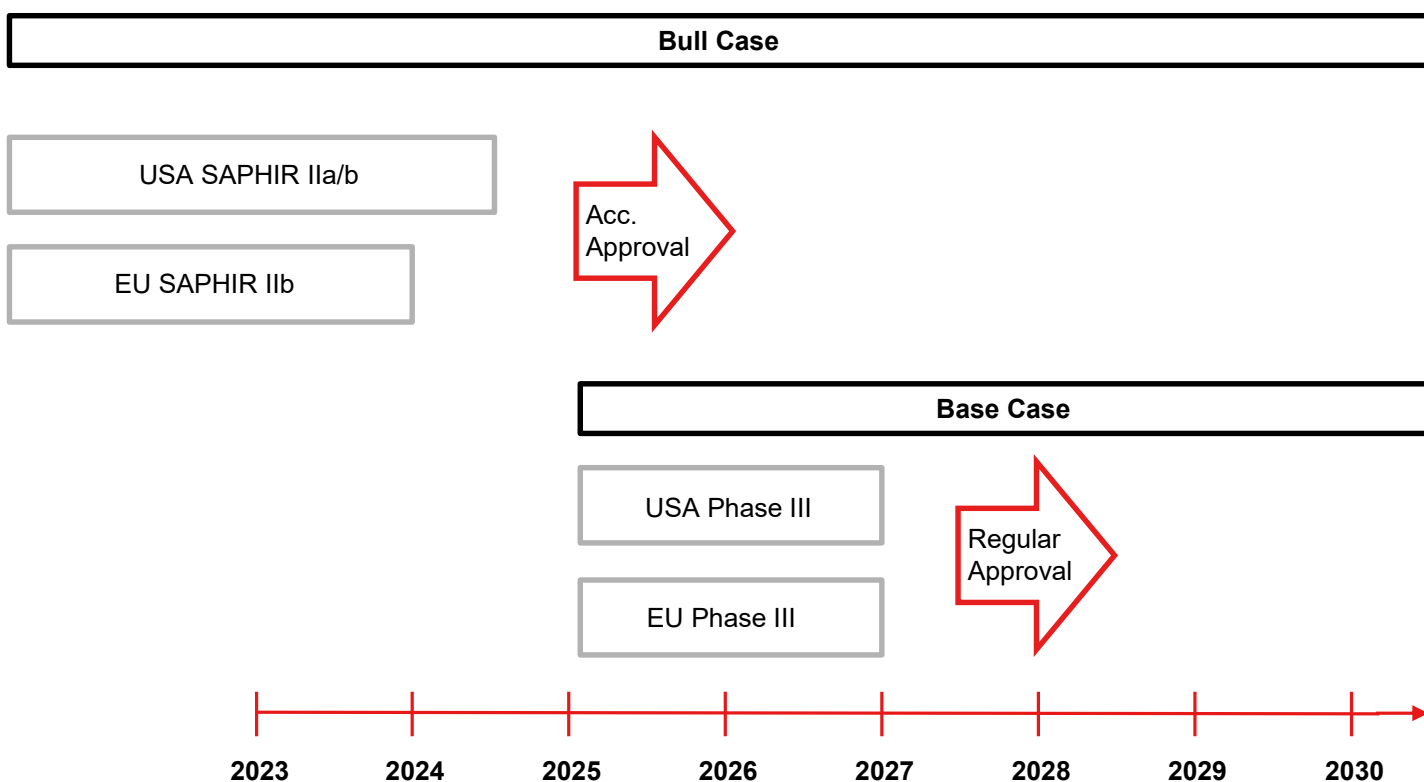 Bull Case
USA SAPHIR IIa/b
EU SAPHIR IIb
Acc.
Approval
Base Case
USA Phase III
EU Phase III
Regular
Approval
2023 2024 2025 2026 2027 2028 2029 2030